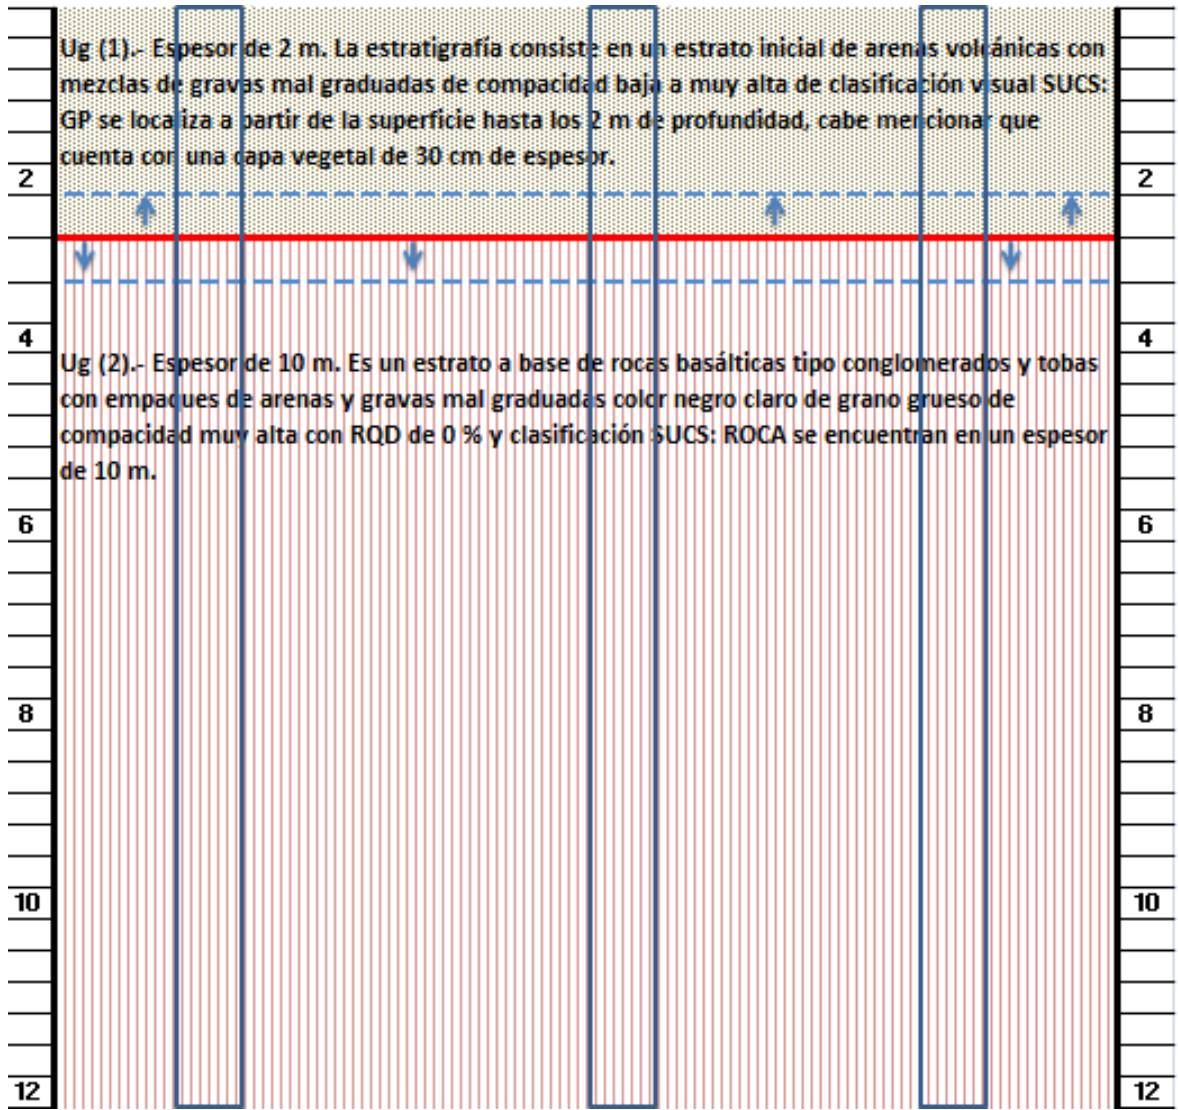 Ug (1).- Espesor de 2 m. La estratigrafía consiste en un estrato inicial de arenas volcánicas con
mezclas de gravas mal graduadas de compacidad baja a muy alta de clasificación visual SUCS:
GP se localiza a partir de la superficie hasta los 2 m de profundidad, cabe mencionar que
cuenta con una capa vegetal de 30 cm de espesor.
2 2
4 4
Ug (2).- Espesor de 10 m. Es un estrato a base de rocas basálticas tipo conglomerados y tobas
con empaques de arenas y gravas mal graduadas color negro claro de grano grueso de
compacidad muy alta con RQD de 0 % y clasificación SUCS: ROCA se encuentran en un espesor
de 10 m.
6 6
8 8
10 10
12 12